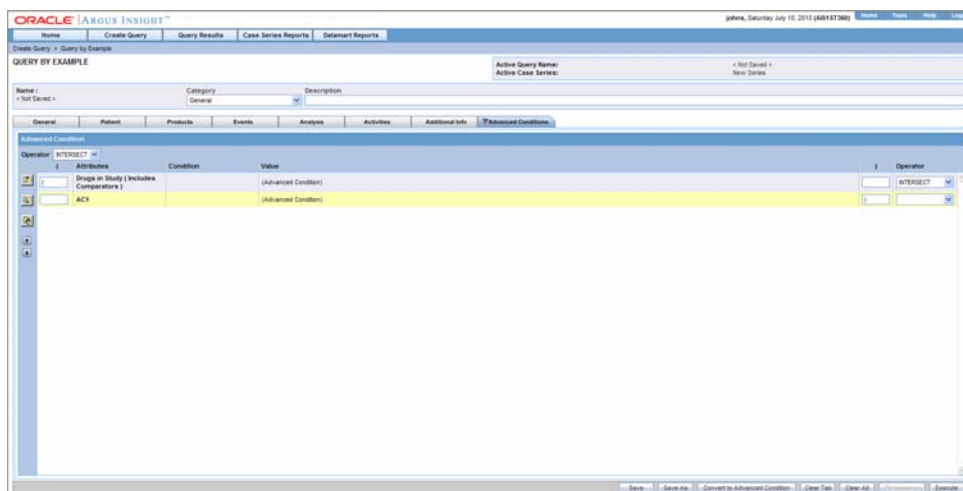 ORACLE ARGUS INSIGHT™
johns, Saturday July 10, 2010 (AI61ST360) Home Tools Help
Home Create Query Query Results Case Series Reports Datamart Reports
Create Query > Query by Example
QUERY BY EXAMPLE
Active Query Name: < Not Saved >
Active Case Series: New Series
Name : Category Description
< Not Saved > General
General Patient Products Events Analysis Activities Additional Info Advanced Conditions
Advanced Condition
Operator INTERSECT
( Attributes Condition Value ) Operator
( Drugs in Study ( Includes Comparators ) (Advanced Condition) INTERSECT
AC1 (Advanced Condition) )
Save Save As Convert to Advanced Condition Clear Tab Clear All Execute